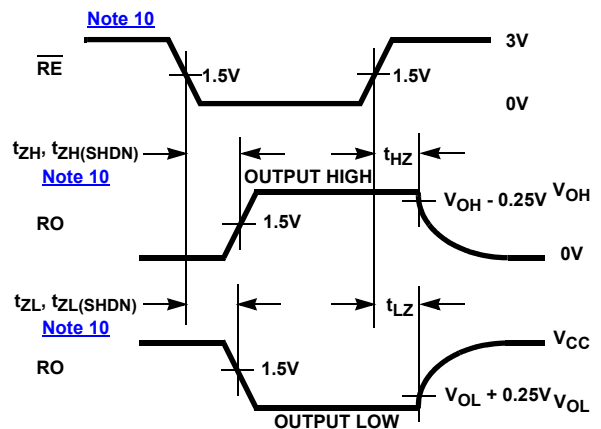 Note 10
3V
RE
1.5V
1.5V
0V
tZH, tZH(SHDN)
tHZ
Note 10
OUTPUT HIGH
VOH - 0.25V VOH
RO
1.5V
0V
tZL, tZL(SHDN)
tLZ
Note 10
VCC
RO
1.5V
VOL + 0.25V VOL
OUTPUT LOW